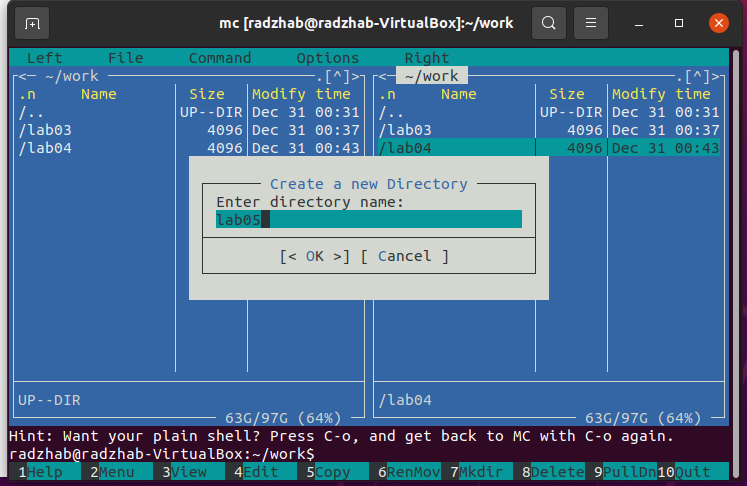 mc [radzhab@radzhab-VirtualBox]:~/work
Left File Command Options Right
<- ~/work .[^]> <- ~/work .[^]>
.n Name Size Modify time .n Name Size Modify time
/.. UP--DIR Dec 31 00:31 /.. UP--DIR Dec 31 00:31
/lab03 4096 Dec 31 00:37 /lab03 4096 Dec 31 00:37
/lab04 4096 Dec 31 00:43 /lab04 4096 Dec 31 00:43
Create a new Directory
Enter directory name:
lab05
[< OK >] [ Cancel ]
UP--DIR /lab04
63G/97G (64%) 63G/97G (64%)
Hint: Want your plain shell? Press C-o, and get back to MC with C-o again.
radzhab@radzhab-VirtualBox:~/work$
1Help 2Menu 3View 4Edit 5Copy 6RenMov 7Mkdir 8Delete 9PullDn 10Quit